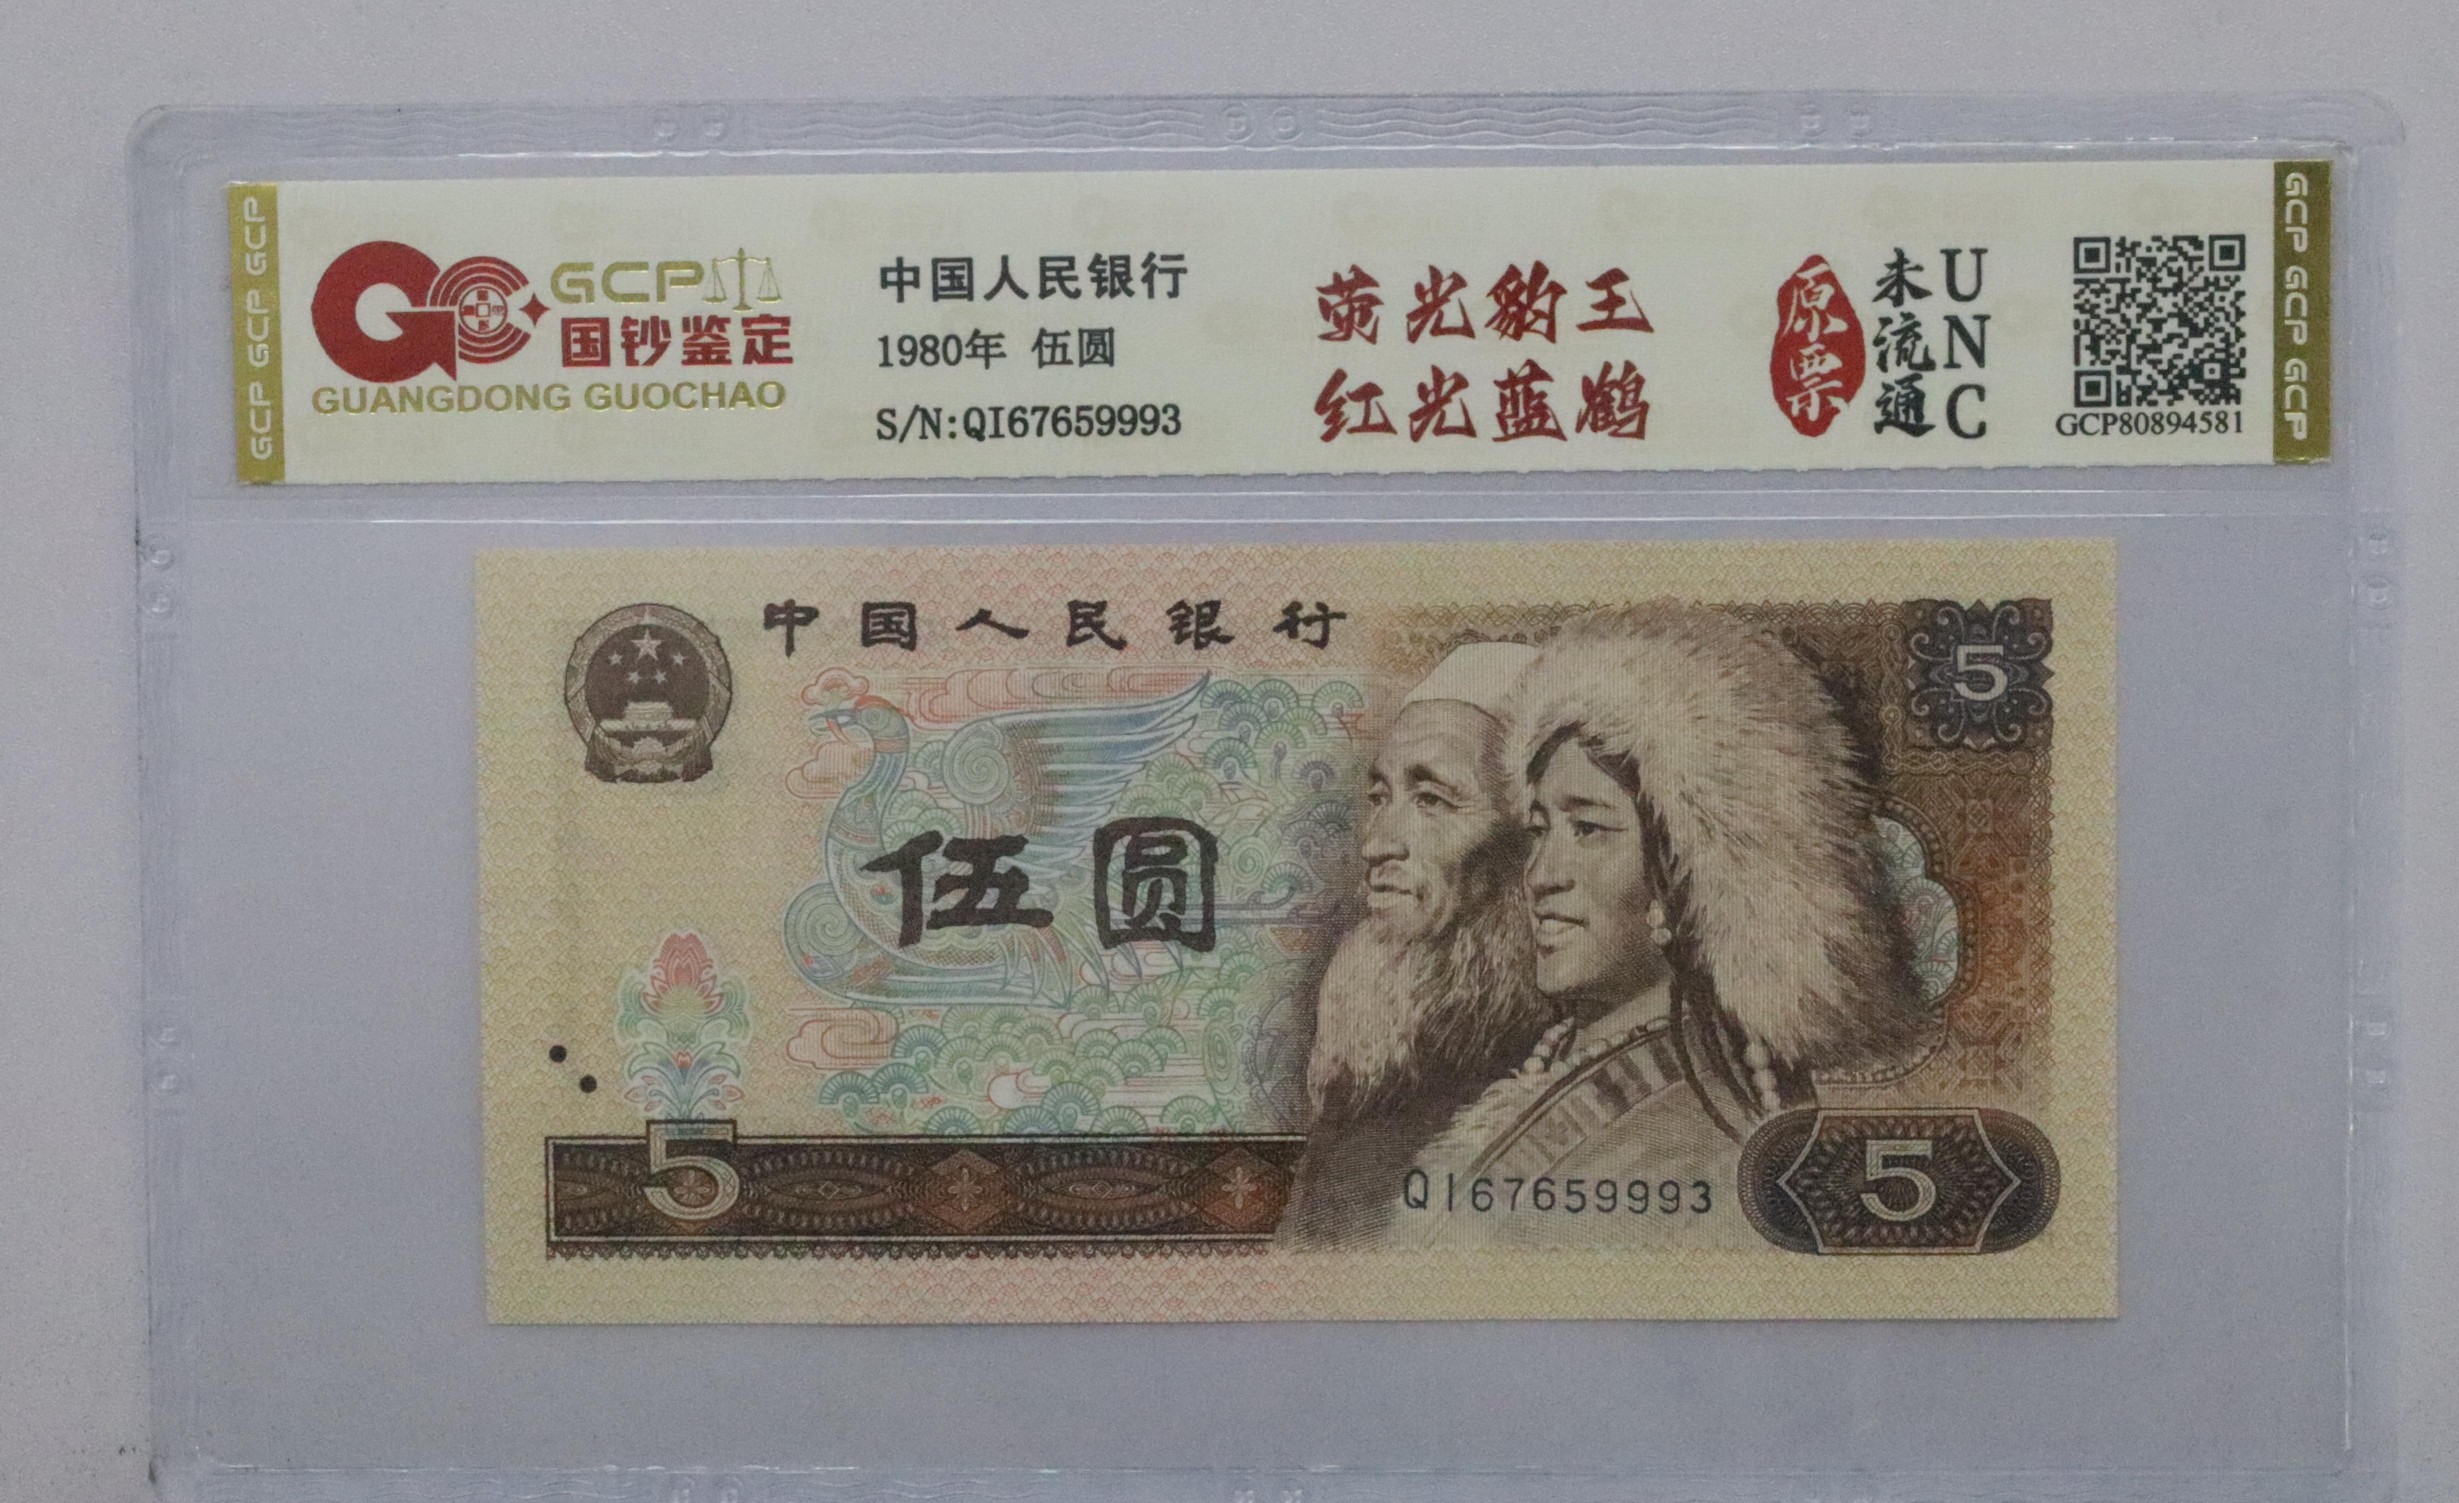 GCP GCP GCP
GCP
国钞鉴定
GUANGDONG GUOCHAO
中国人民银行
1980年 伍圆
S/N:QI67659993
荧光豹王
红光蓝鹤
原票
未流通
UNC
GCP80894581
GCP GCP GCP
中国人民银行
5
伍圆
5
QI67659993
5